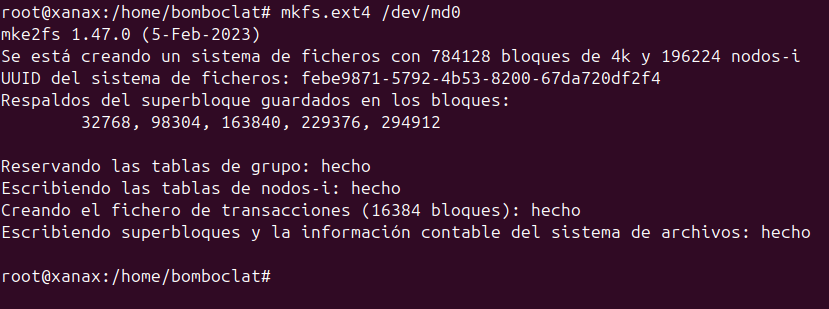 root@xanax:/home/bomboclat# mkfs.ext4 /dev/md0
mke2fs 1.47.0 (5-Feb-2023)
Se está creando un sistema de ficheros con 784128 bloques de 4k y 196224 nodos-i
UUID del sistema de ficheros: febe9871-5792-4b53-8200-67da720df2f4
Respaldos del superbloque guardados en los bloques:
        32768, 98304, 163840, 229376, 294912

Reservando las tablas de grupo: hecho
Escribiendo las tablas de nodos-i: hecho
Creando el fichero de transacciones (16384 bloques): hecho
Escribiendo superbloques y la información contable del sistema de archivos: hecho

root@xanax:/home/bomboclat#